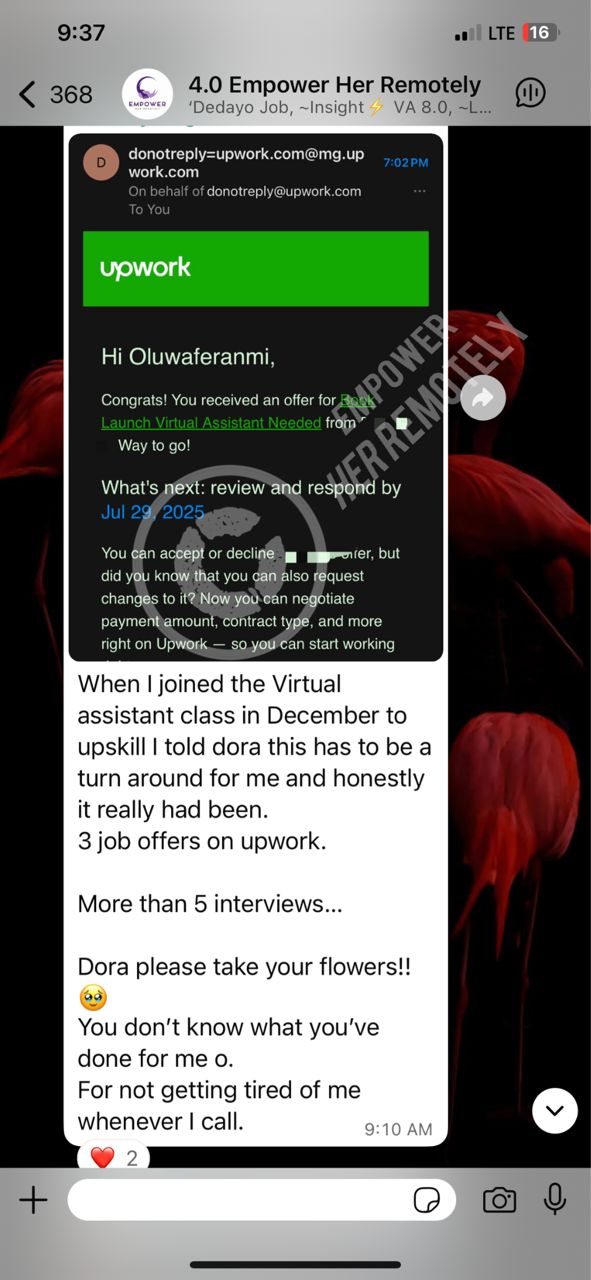 9:37
LTE 16
368
4.0 Empower Her Remotely
'Dedayo Job, ~Insight⚡ VA 8.0, ~L...
EMPOWER
HER REMOTELY
D
donotreply=upwork.com@mg.up
work.com
7:02 PM
On behalf of donotreply@upwork.com
...
To You
upwork
Hi Oluwaferanmi,
Congrats! You received an offer for Book
Launch Virtual Assistant Needed from
Way to go!
What's next: review and respond by
Jul 29, 2025
You can accept or decline offer, but
did you know that you can also request
changes to it? Now you can negotiate
payment amount, contract type, and more
right on Upwork — so you can start working
EMPOWER
HER REMOTELY
C
When I joined the Virtual
assistant class in December to
upskill I told dora this has to be a
turn around for me and honestly
it really had been.
3 job offers on upwork.
More than 5 interviews...
Dora please take your flowers!!
🥹
You don't know what you've
done for me o.
For not getting tired of me
whenever I call.
9:10 AM
❤️ 2